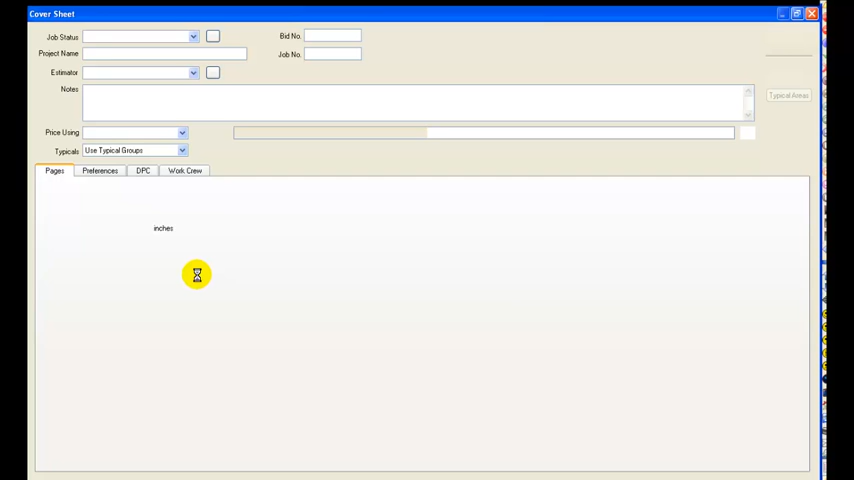 Cover Sheet
Job Status
Bid No.
Project Name
Job No.
Estimator
Notes
Typical Areas
Price Using
Typicals
Use Typical Groups
Pages
Preferences
DPC
Work Crew
inches